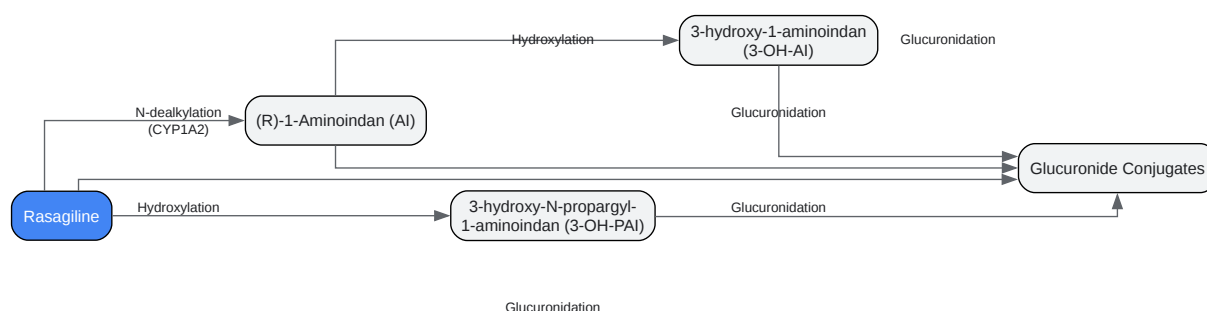 3-hydroxy-1-aminoindan
(3-OH-AI)
Hydroxylation
Glucuronidation
N-dealkylation
(CYP1A2)
(R)-1-Aminoindan (AI)
Glucuronidation
Glucuronide Conjugates
Rasagiline
Hydroxylation
3-hydroxy-N-propargyl-
1-aminoindan (3-OH-PAI)
Glucuronidation
Glucuronidation